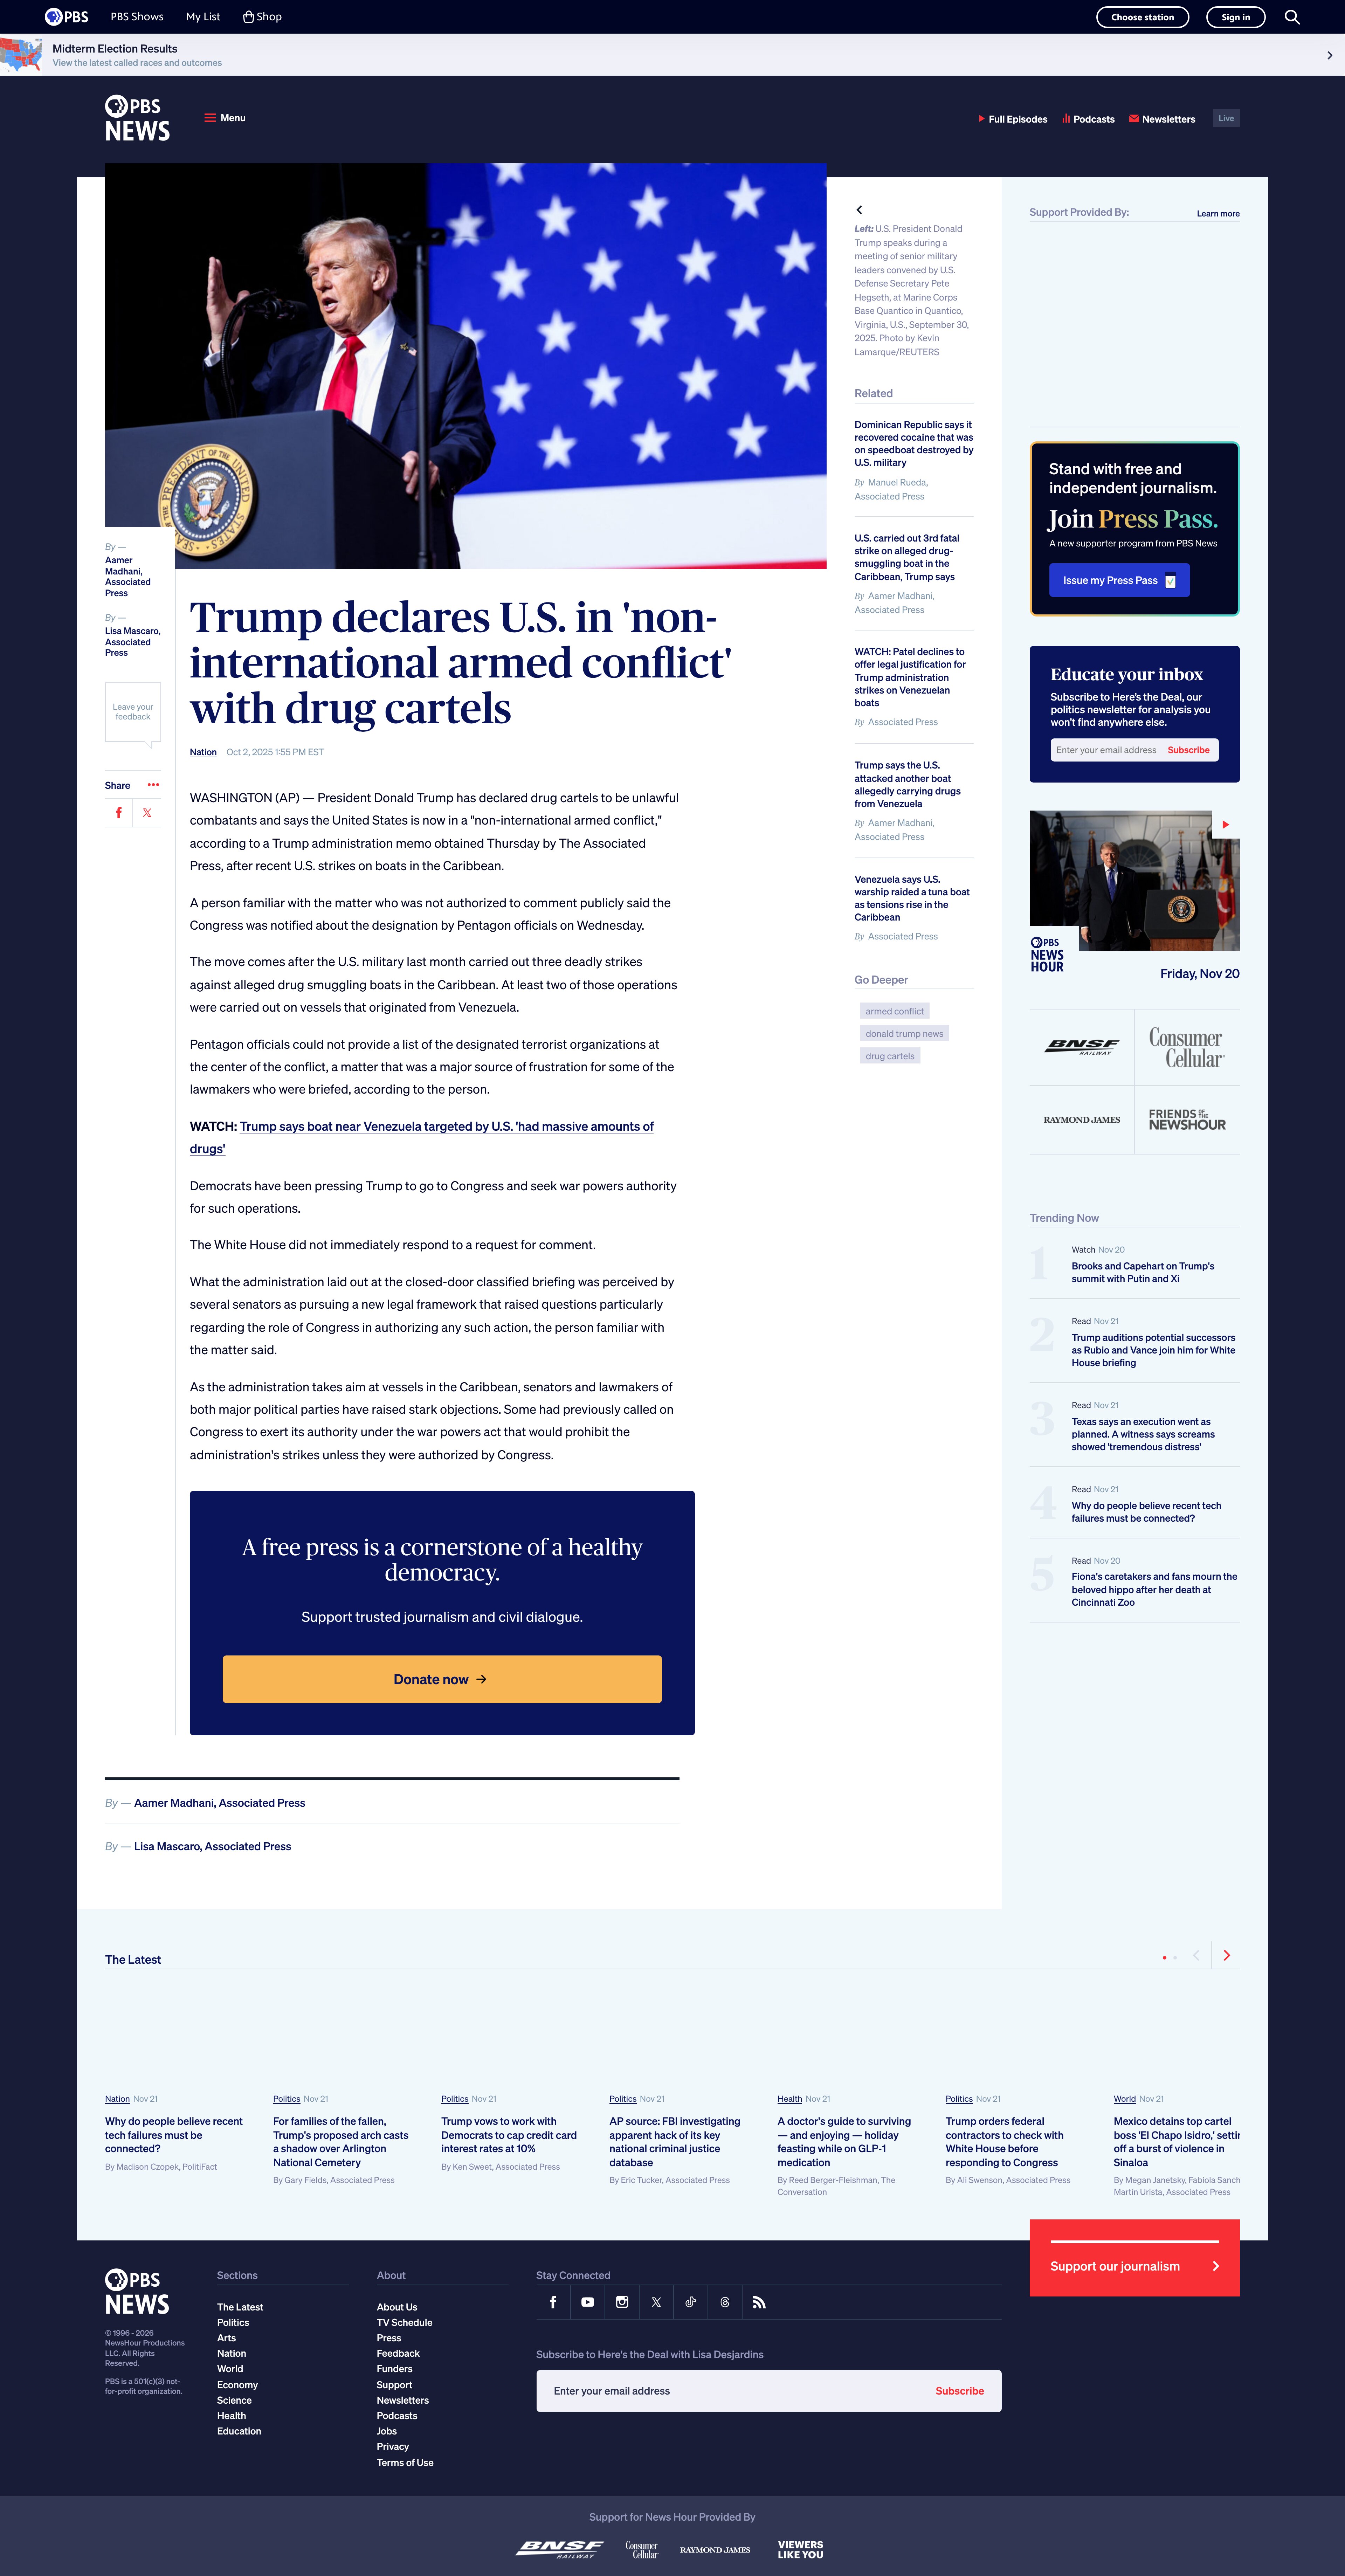 PBS
PBS Shows
My List
Shop
Choose station
Sign in
Midterm Election Results
View the latest called races and outcomes
PBS
NEWS
Menu
Full Episodes
Podcasts
Newsletters
Live
Left: U.S. President Donald
Trump speaks during a
meeting of senior military
leaders convened by U.S.
Defense Secretary Pete
Hegseth, at Marine Corps
Base Quantico in Quantico,
Virginia, U.S., September 30,
2025. Photo by Kevin
Lamarque/REUTERS
Related
Dominican Republic says it
recovered cocaine that was
on speedboat destroyed by
U.S. military
By Manuel Rueda,
Associated Press
U.S. carried out 3rd fatal
strike on alleged drug-
smuggling boat in the
Caribbean, Trump says
By Aamer Madhani,
Associated Press
WATCH: Patel declines to
offer legal justification for
Trump administration
strikes on Venezuelan
boats
By Associated Press
Trump says the U.S.
attacked another boat
allegedly carrying drugs
from Venezuela
By Aamer Madhani,
Associated Press
Venezuela says U.S.
warship raided a tuna boat
as tensions rise in the
Caribbean
By Associated Press
Go Deeper
armed conflict
donald trump news
drug cartels
By —
Aamer
Madhani,
Associated
Press
By —
Lisa Mascaro,
Associated
Press
Leave your
feedback
Share
Trump declares U.S. in 'non-
international armed conflict'
with drug cartels
Nation Oct 2, 2025 1:55 PM EST
WASHINGTON (AP) — President Donald Trump has declared drug cartels to be unlawful
combatants and says the United States is now in a "non-international armed conflict,"
according to a Trump administration memo obtained Thursday by The Associated
Press, after recent U.S. strikes on boats in the Caribbean.
A person familiar with the matter who was not authorized to comment publicly said the
Congress was notified about the designation by Pentagon officials on Wednesday.
The move comes after the U.S. military last month carried out three deadly strikes
against alleged drug smuggling boats in the Caribbean. At least two of those operations
were carried out on vessels that originated from Venezuela.
Pentagon officials could not provide a list of the designated terrorist organizations at
the center of the conflict, a matter that was a major source of frustration for some of the
lawmakers who were briefed, according to the person.
WATCH: Trump says boat near Venezuela targeted by U.S. 'had massive amounts of
drugs'
Democrats have been pressing Trump to go to Congress and seek war powers authority
for such operations.
The White House did not immediately respond to a request for comment.
What the administration laid out at the closed-door classified briefing was perceived by
several senators as pursuing a new legal framework that raised questions particularly
regarding the role of Congress in authorizing any such action, the person familiar with
the matter said.
As the administration takes aim at vessels in the Caribbean, senators and lawmakers of
both major political parties have raised stark objections. Some had previously called on
Congress to exert its authority under the war powers act that would prohibit the
administration's strikes unless they were authorized by Congress.
A free press is a cornerstone of a healthy
democracy.
Support trusted journalism and civil dialogue.
Donate now
By — Aamer Madhani, Associated Press
By — Lisa Mascaro, Associated Press
Support Provided By:
Learn more
Stand with free and
independent journalism.
Join Press Pass.
A new supporter program from PBS News
Issue my Press Pass
Educate your inbox
Subscribe to Here's the Deal, our
politics newsletter for analysis you
won't find anywhere else.
Enter your email address
Subscribe
PBS
NEWS
HOUR
Friday, Nov 20
BNSF
RAILWAY
Consumer
Cellular
RAYMOND JAMES
FRIENDS OF THE
NEWSHOUR
Trending Now
1
Watch Nov 20
Brooks and Capehart on Trump's
summit with Putin and Xi
2
Read Nov 21
Trump auditions potential successors
as Rubio and Vance join him for White
House briefing
3
Read Nov 21
Texas says an execution went as
planned. A witness says screams
showed 'tremendous distress'
4
Read Nov 21
Why do people believe recent tech
failures must be connected?
5
Read Nov 20
Fiona's caretakers and fans mourn the
beloved hippo after her death at
Cincinnati Zoo
The Latest
Nation Nov 21
Why do people believe recent
tech failures must be
connected?
By Madison Czopek, PolitiFact
Politics Nov 21
For families of the fallen,
Trump's proposed arch casts
a shadow over Arlington
National Cemetery
By Gary Fields, Associated Press
Politics Nov 21
Trump vows to work with
Democrats to cap credit card
interest rates at 10%
By Ken Sweet, Associated Press
Politics Nov 21
AP source: FBI investigating
apparent hack of its key
national criminal justice
database
By Eric Tucker, Associated Press
Health Nov 21
A doctor's guide to surviving
— and enjoying — holiday
feasting while on GLP-1
medication
By Reed Berger-Fleishman, The
Conversation
Politics Nov 21
Trump orders federal
contractors to check with
White House before
responding to Congress
By Ali Swenson, Associated Press
World Nov 21
Mexico detains top cartel
boss 'El Chapo Isidro,' settin
off a burst of violence in
Sinaloa
By Megan Janetsky, Fabiola Sanch
Martín Urista, Associated Press
Support our journalism
PBS
NEWS
© 1996 - 2026
NewsHour Productions
LLC. All Rights
Reserved.
PBS is a 501(c)(3) not-
for-profit organization.
Sections
The Latest
Politics
Arts
Nation
World
Economy
Science
Health
Education
About
About Us
TV Schedule
Press
Feedback
Funders
Support
Newsletters
Podcasts
Jobs
Privacy
Terms of Use
Stay Connected
Subscribe to Here's the Deal with Lisa Desjardins
Enter your email address
Subscribe
Support for News Hour Provided By
BNSF
RAILWAY
Consumer
Cellular
RAYMOND JAMES
VIEWERS
LIKE YOU